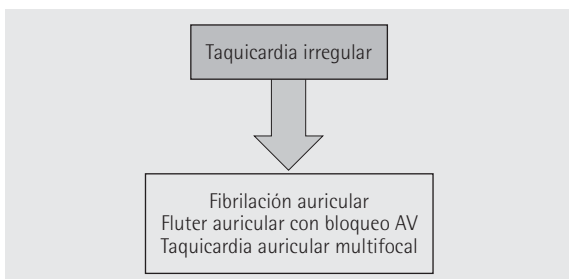 Taquicardia irregular
Fibrilación auricular
Fluter auricular con bloqueo AV
Taquicardia auricular multifocal